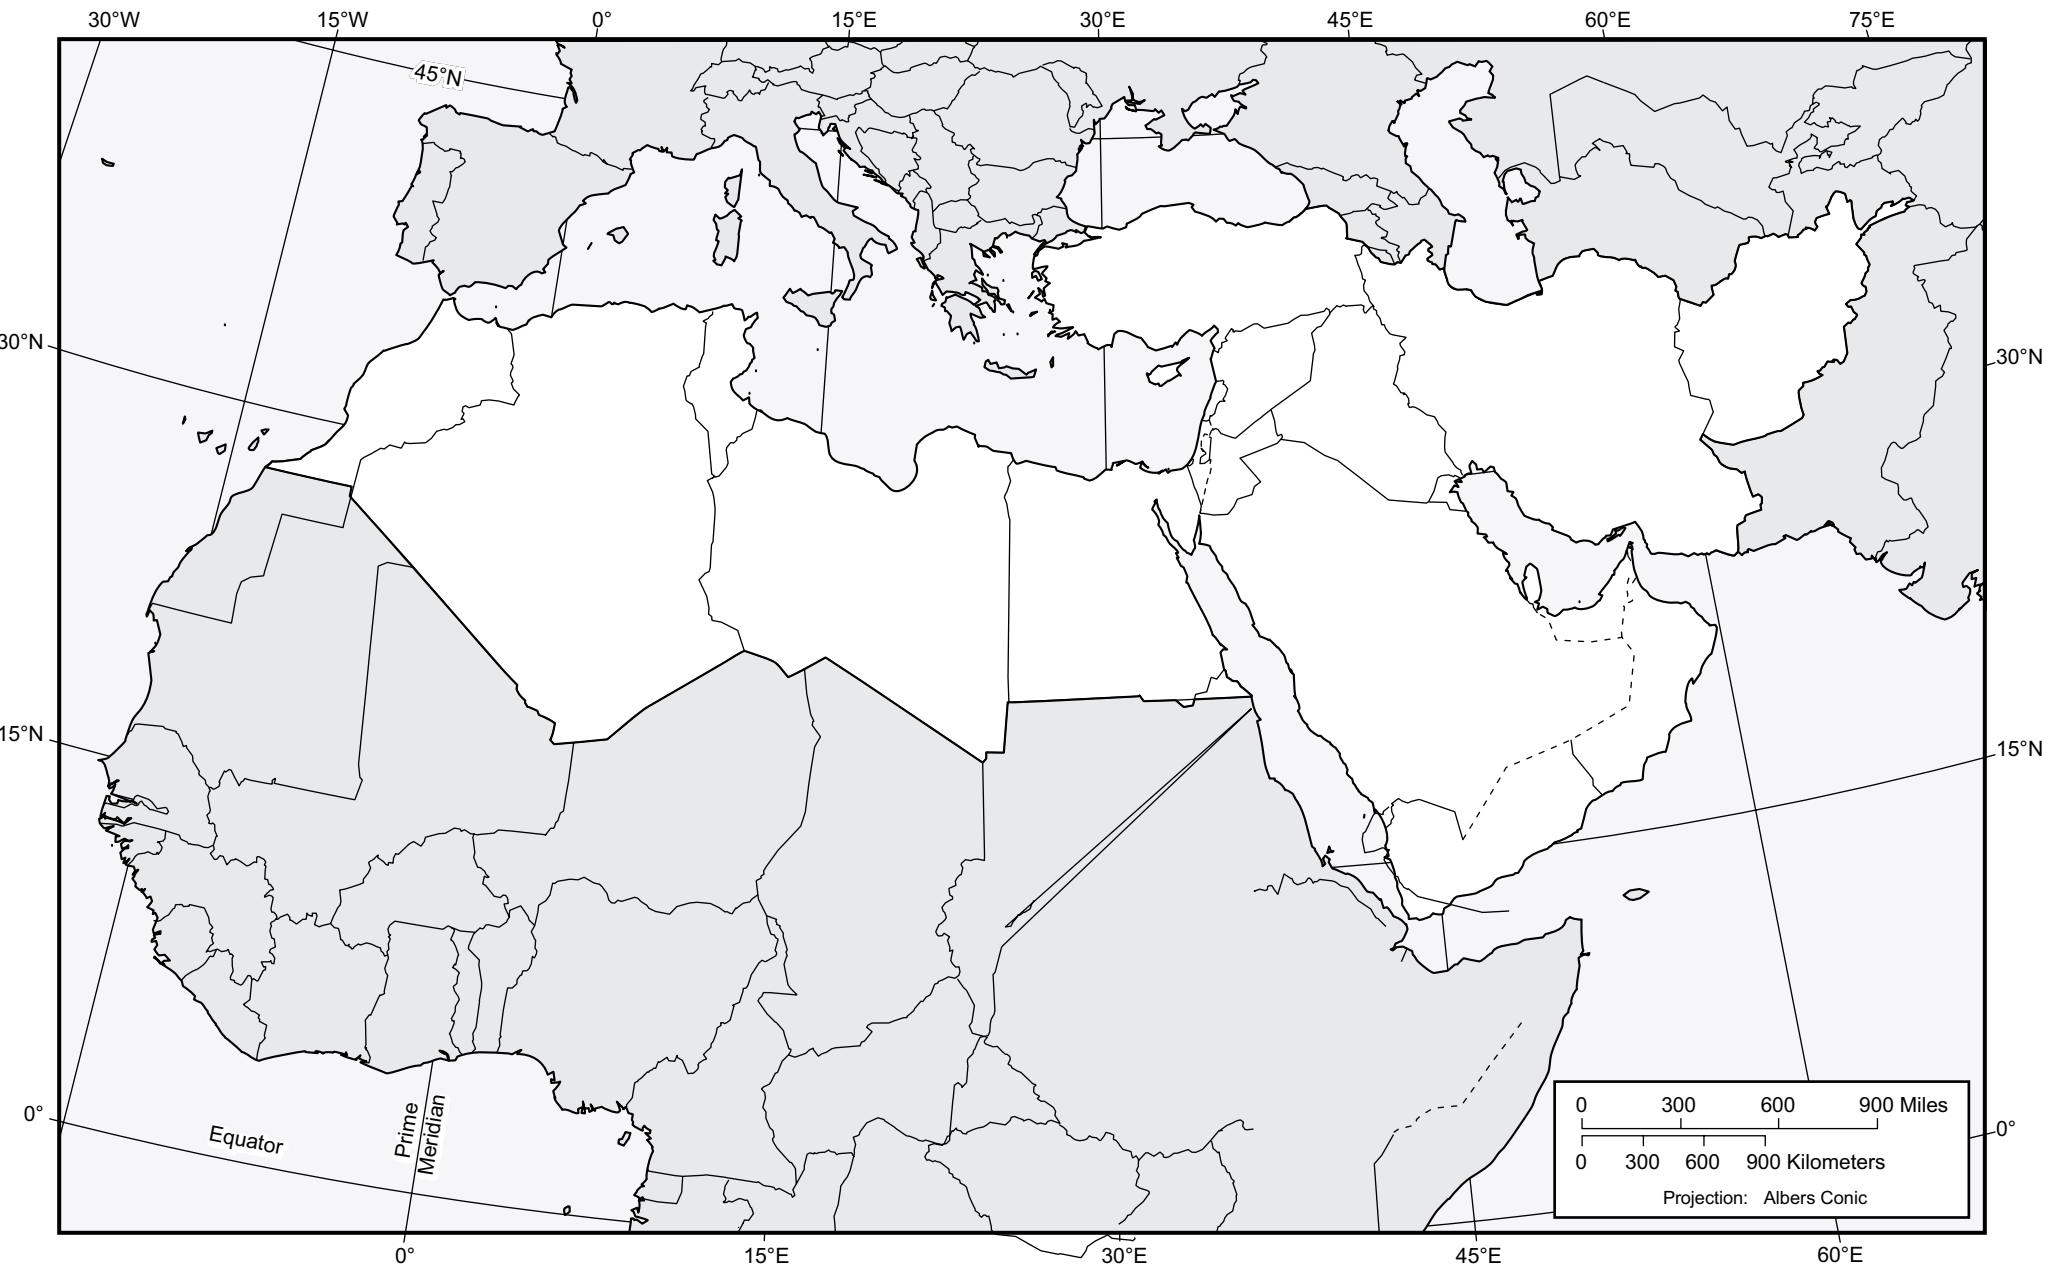 30°W 15°W 0° 15°E 30°E 45°E 60°E 75°E
45°N
30°N 30°N
15°N 15°N
0° 300 600 900 Miles
0° 0°
Equator
Prime
Meridian
0 300 600 900 Kilometers
Projection: Albers Conic
0° 15°E 30°E 45°E 60°E